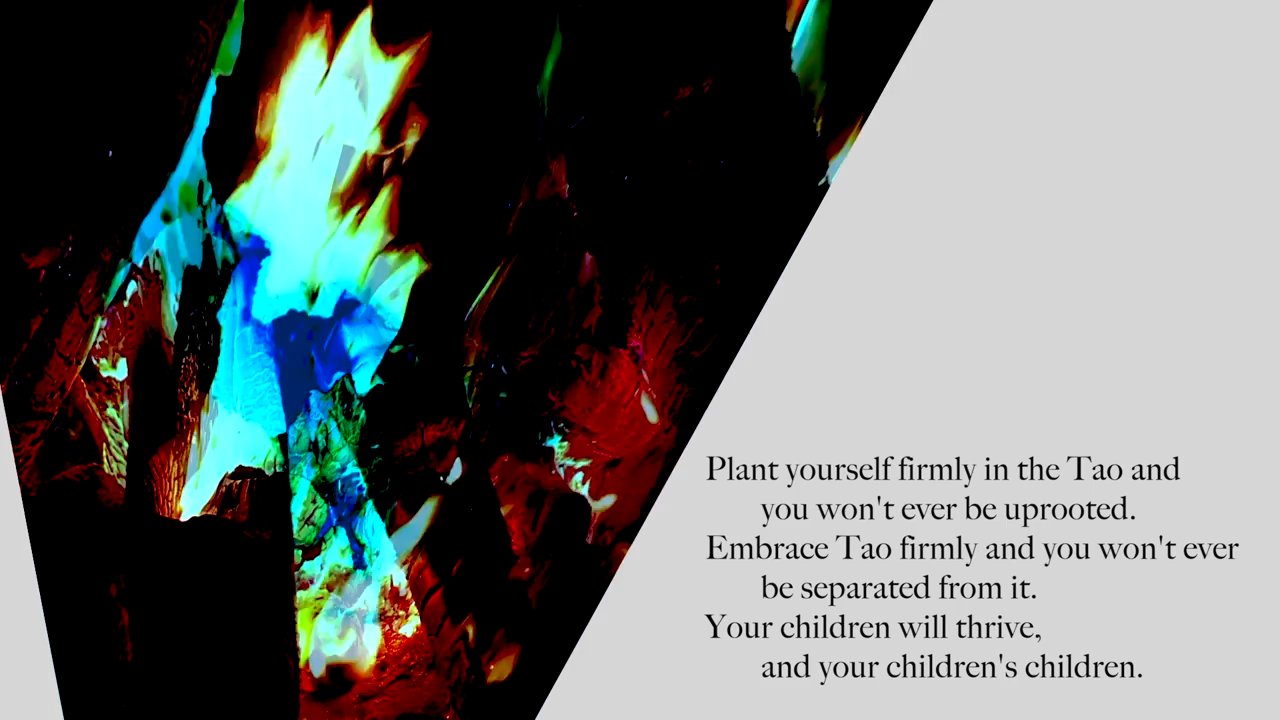 Plant yourself firmly in the Tao and
you won't ever be uprooted.
Embrace Tao firmly and you won't ever
be separated from it.
Your children will thrive,
and your children's children.